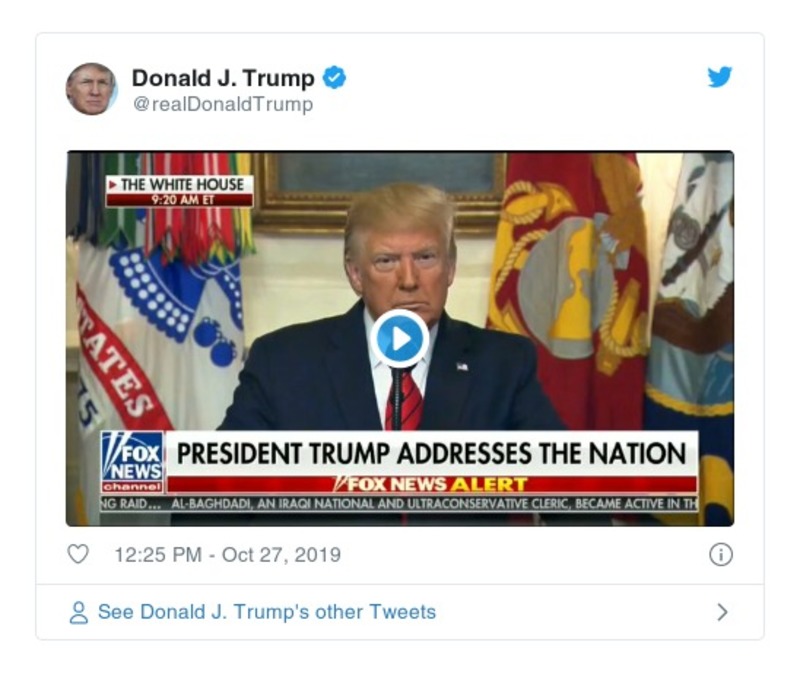 Donald J. Trump
@realDonaldTrump
THE WHITE HOUSE
9:20 AM ET
TATES
5
FOX
NEWS
channel
PRESIDENT TRUMP ADDRESSES THE NATION
FOX NEWS ALERT
NG RAID... AL-BAGHDADI, AN IRAQI NATIONAL AND ULTRACONSERVATIVE CLERIC, BECAME ACTIVE IN TH
12:25 PM - Oct 27, 2019
See Donald J. Trump's other Tweets